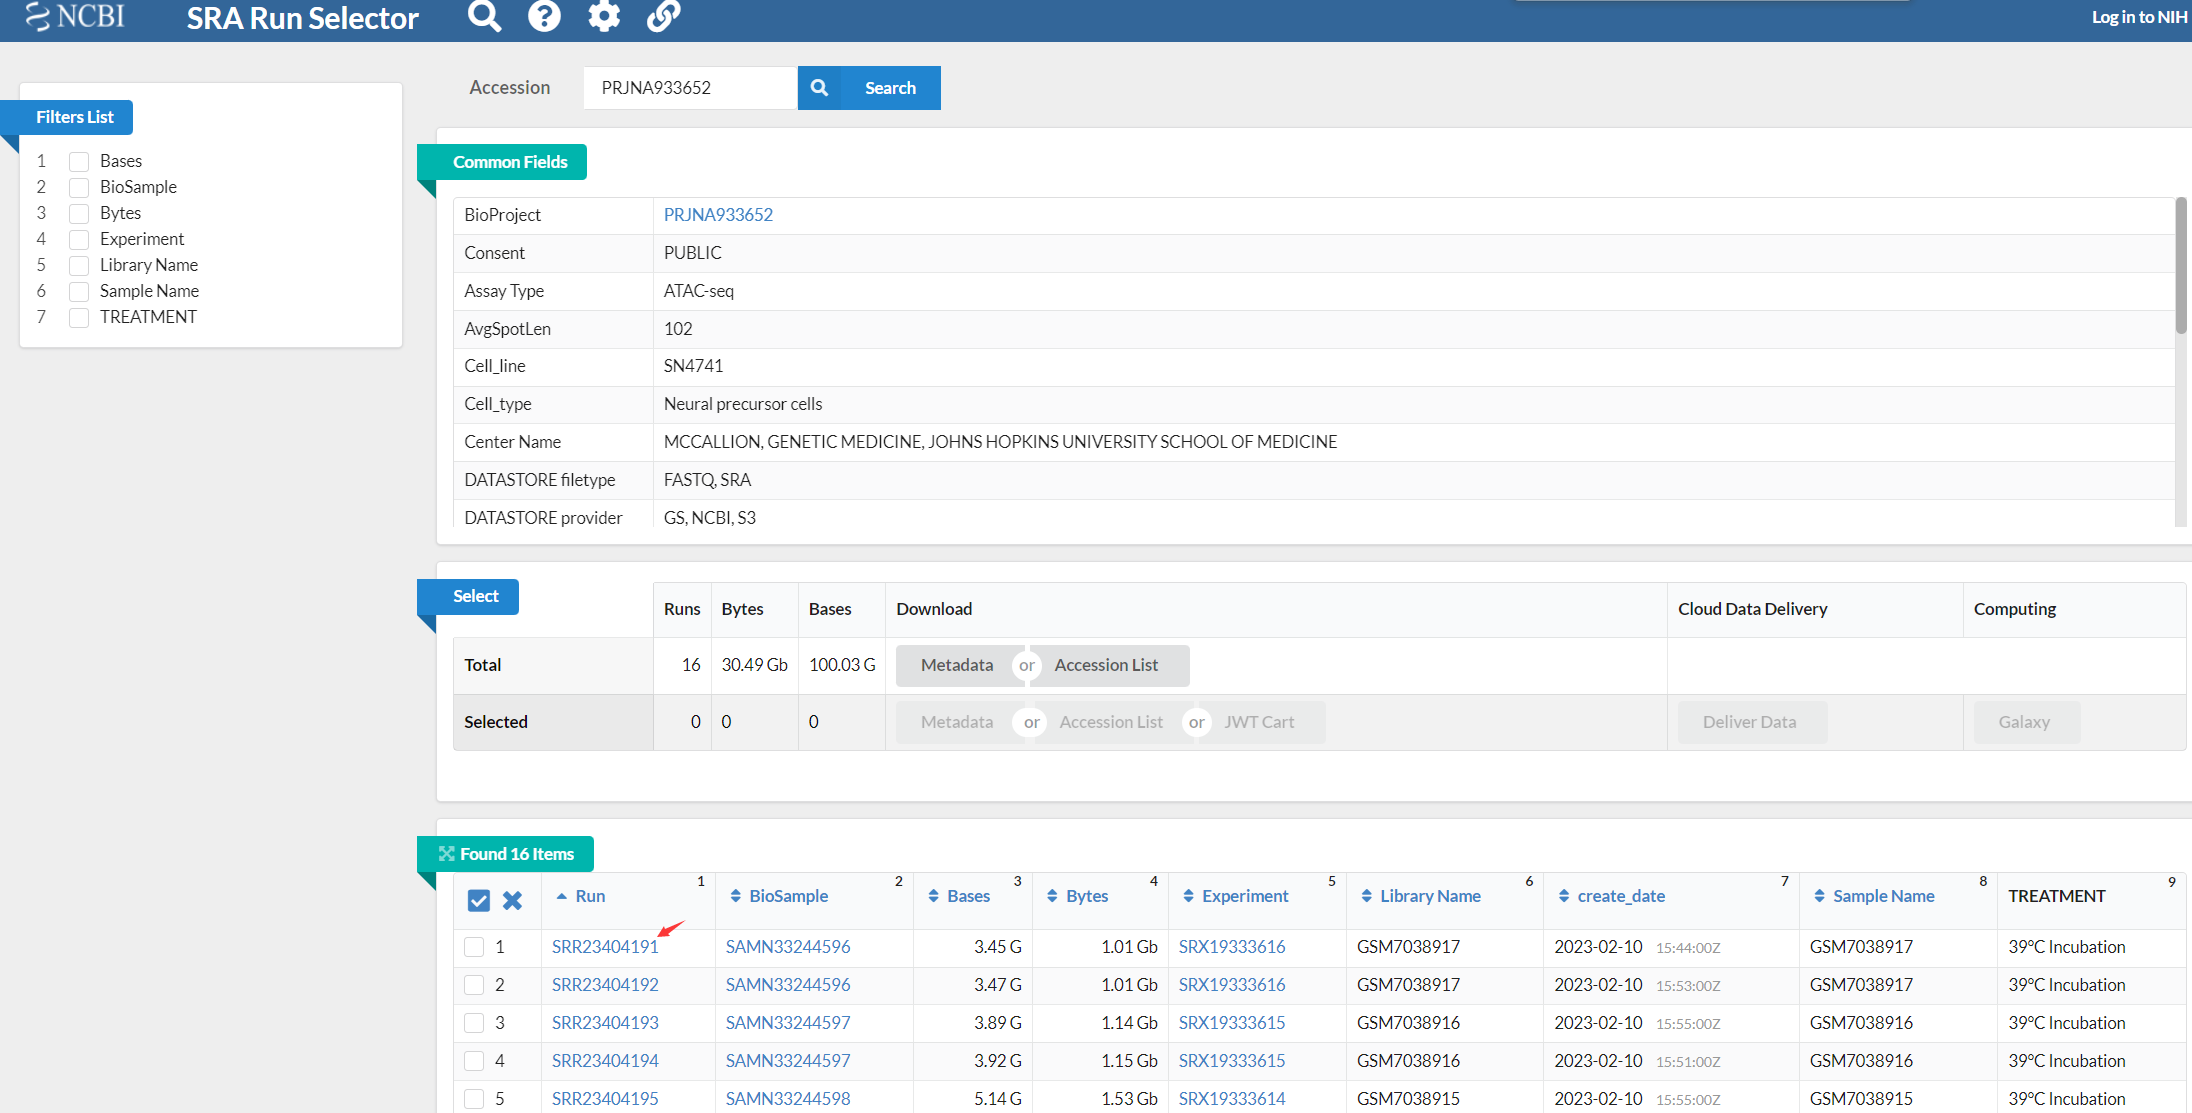 NCBI SRA Run Selector Log in to NIH
Accession PRJNA933652 Search
Filters List
1 Bases
2 BioSample
3 Bytes
4 Experiment
5 Library Name
6 Sample Name
7 TREATMENT
Common Fields
BioProject PRJNA933652
Consent PUBLIC
Assay Type ATAC-seq
AvgSpotLen 102
Cell_line SN4741
Cell_type Neural precursor cells
Center Name MCCALLION, GENETIC MEDICINE, JOHNS HOPKINS UNIVERSITY SCHOOL OF MEDICINE
DATASTORE filetype FASTQ, SRA
DATASTORE provider GS, NCBI, S3
Select
Runs Bytes Bases Download Cloud Data Delivery Computing
Total 16 30.49 Gb 100.03 G Metadata or Accession List
Selected 0 0 0 Metadata or Accession List or JWT Cart Deliver Data Galaxy
Found 16 Items
Run 1 BioSample 2 Bases 3 Bytes 4 Experiment 5 Library Name 6 create_date 7 Sample Name 8 TREATMENT 9
1 SRR23404191 SAMN33244596 3.45 G 1.01 Gb SRX19333616 GSM7038917 2023-02-10 15:44:00Z GSM7038917 39°C Incubation
2 SRR23404192 SAMN33244596 3.47 G 1.01 Gb SRX19333616 GSM7038917 2023-02-10 15:53:00Z GSM7038917 39°C Incubation
3 SRR23404193 SAMN33244597 3.89 G 1.14 Gb SRX19333615 GSM7038916 2023-02-10 15:55:00Z GSM7038916 39°C Incubation
4 SRR23404194 SAMN33244597 3.92 G 1.15 Gb SRX19333615 GSM7038916 2023-02-10 15:51:00Z GSM7038916 39°C Incubation
5 SRR23404195 SAMN33244598 5.14 G 1.53 Gb SRX19333614 GSM7038915 2023-02-10 15:55:00Z GSM7038915 39°C Incubation